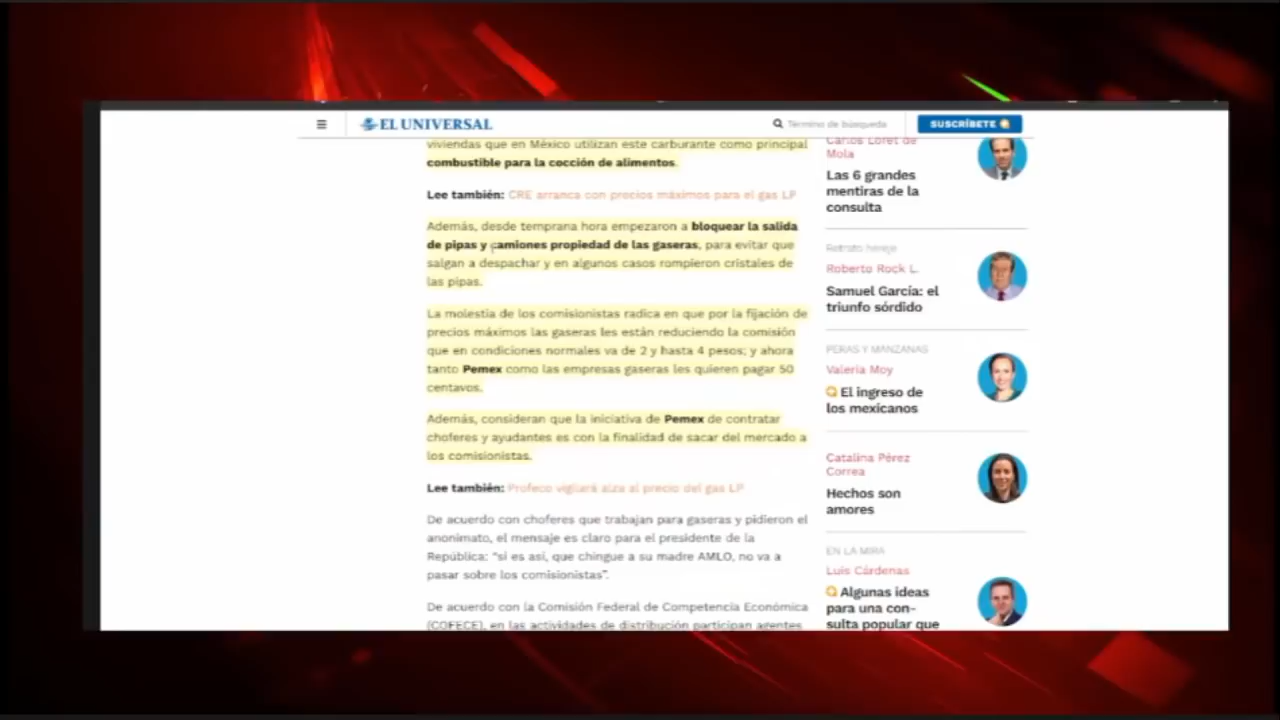 EL UNIVERSAL
Término de búsqueda
SUSCRÍBETE
viviendas que en México utilizan este carburante como principal
combustible para la cocción de alimentos.
Lee también: CRE arranca con precios máximos para el gas LP
Además, desde temprana hora empezaron a bloquear la salida
de pipas y camiones propiedad de las gaseras, para evitar que
salgan a despachar y en algunos casos rompieron cristales de
las pipas.
La molestia de los comisionistas radica en que por la fijación de
precios máximos las gaseras les están reduciendo la comisión
que en condiciones normales va de 2 y hasta 4 pesos; y ahora
tanto Pemex como las empresas gaseras les quieren pagar 50
centavos.
Además, consideran que la iniciativa de Pemex de contratar
choferes y ayudantes es con la finalidad de sacar del mercado a
los comisionistas.
Lee también: Profeco vigilará alza al precio del gas LP
De acuerdo con choferes que trabajan para gaseras y pidieron el
anonimato, el mensaje es claro para el presidente de la
República: "si es así, que chingue a su madre AMLO, no va a
pasar sobre los comisionistas".
De acuerdo con la Comisión Federal de Competencia Económica
(COFECE), en las actividades de distribución participan agentes
Carlos Loret de
Mola
Las 6 grandes
mentiras de la
consulta
Retrato hereje
Roberto Rock L.
Samuel García: el
triunfo sórdido
PERAS Y MANZANAS
Valeria Moy
El ingreso de
los mexicanos
Catalina Pérez
Correa
Hechos son
amores
EN LA MIRA
Luis Cárdenas
Algunas ideas
para una con-
sulta popular que